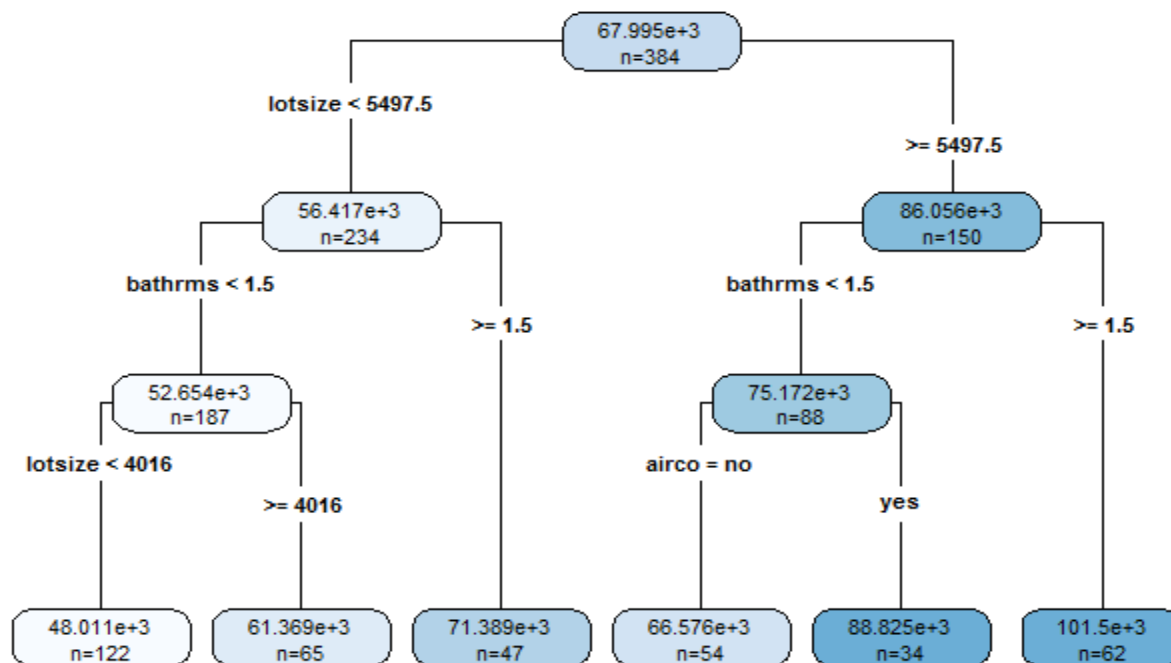 67.995e+3
n=384
lotsize < 5497.5
>= 5497.5
56.417e+3
n=234
86.056e+3
n=150
bathrms < 1.5
>= 1.5
bathrms < 1.5
>= 1.5
52.654e+3
n=187
75.172e+3
n=88
lotsize < 4016
>= 4016
airco = no
yes
48.011e+3
n=122
61.369e+3
n=65
71.389e+3
n=47
66.576e+3
n=54
88.825e+3
n=34
101.5e+3
n=62